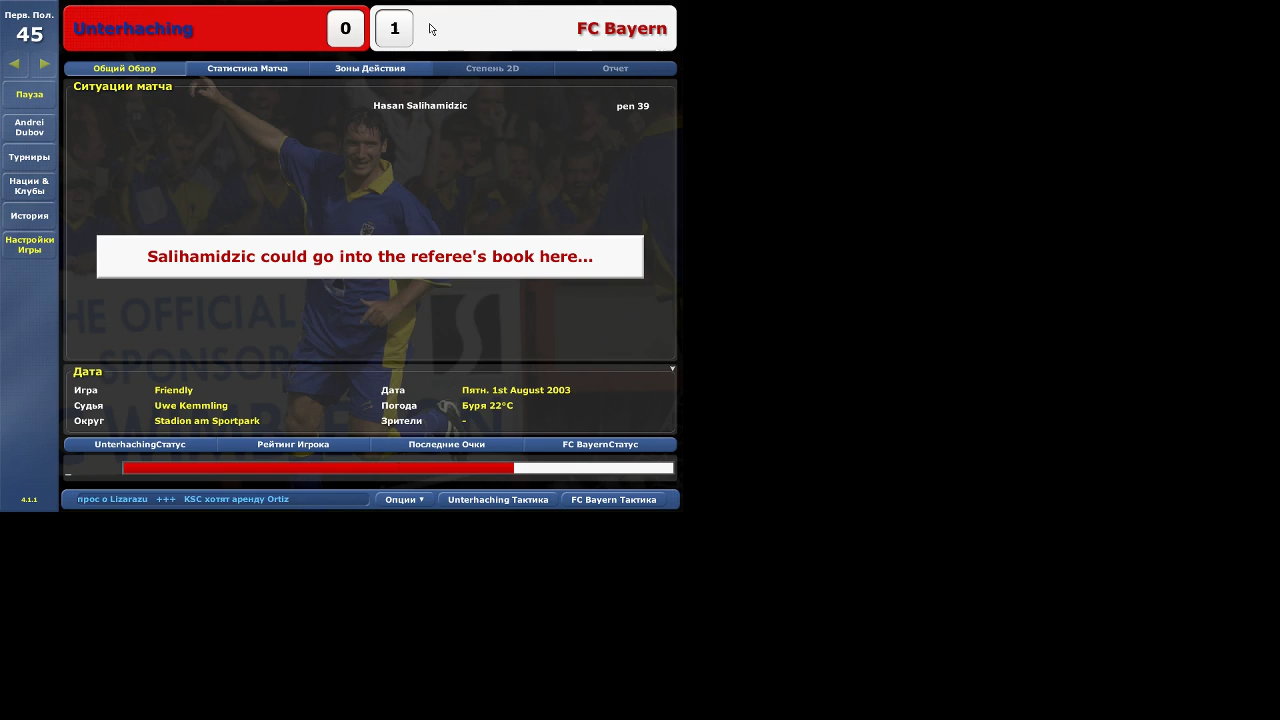 Перв. Пол.
45
Unterhaching
0
1
FC Bayern
Общий Обзор
Статистика Матча
Зоны Действия
Степень 2D
Отчет
Пауза
Andrei
Dubov
Турниры
Нации &
Клубы
История
Настройки
Игры
Ситуации матча
Hasan Salihamidzic
pen 39
Salihamidzic could go into the referee's book here...
THE OFFICIAL
SPONSOR
Дата
Игра
Friendly
Дата
Пятн. 1st August 2003
Судья
Uwe Kemmling
Погода
Буря 22°C
Округ
Stadion am Sportpark
Зрители
-
UnterhachingСтатус
Рейтинг Игрока
Последние Очки
FC BayernСтатус
4.1.1
прос о Lizarazu +++ KSC хотят аренду Ortiz
Опции
Unterhaching Тактика
FC Bayern Тактика